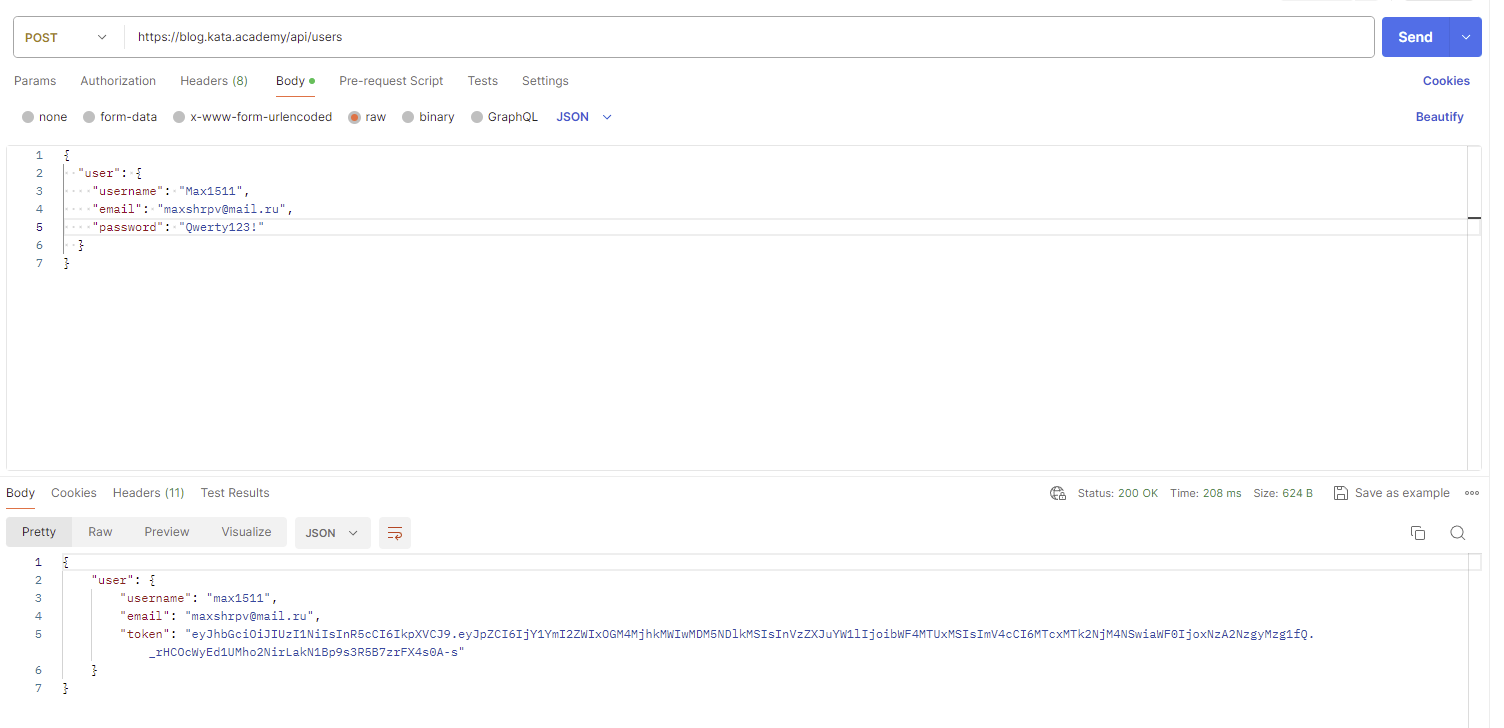 POST https://blog.kata.academy/api/users Send
Params Authorization Headers (8) Body Pre-request Script Tests Settings Cookies
none form-data x-www-form-urlencoded raw binary GraphQL JSON Beautify
1 {
2 "user": {
3 "username": "Max1511",
4 "email": "maxshrpv@mail.ru",
5 "password": "Qwerty123!"
6 }
7 }
Body Cookies Headers (11) Test Results Status: 200 OK Time: 208 ms Size: 624 B Save as example
Pretty Raw Preview Visualize JSON
1 {
2 "user": {
3 "username": "max1511",
4 "email": "maxshrpv@mail.ru",
5 "token": "eyJhbGciOiJIUzI1NiIsInR5cCI6IkpXVCJ9.eyJpZCI6IjY1YmI2ZWIxOGM4MjhkMWIwMDM5NDlkMSIsInVzZXJuYW1lIjoibWF4MTUxMSIsImV4cCI6MTcxMTk2NjM4NSwiaWF0IjoxNzA2NzgyMzg1fQ.
_rHCOcWyEd1UMho2NirLakN1Bp9s3R5B7zrFX4s0A-s"
6 }
7 }